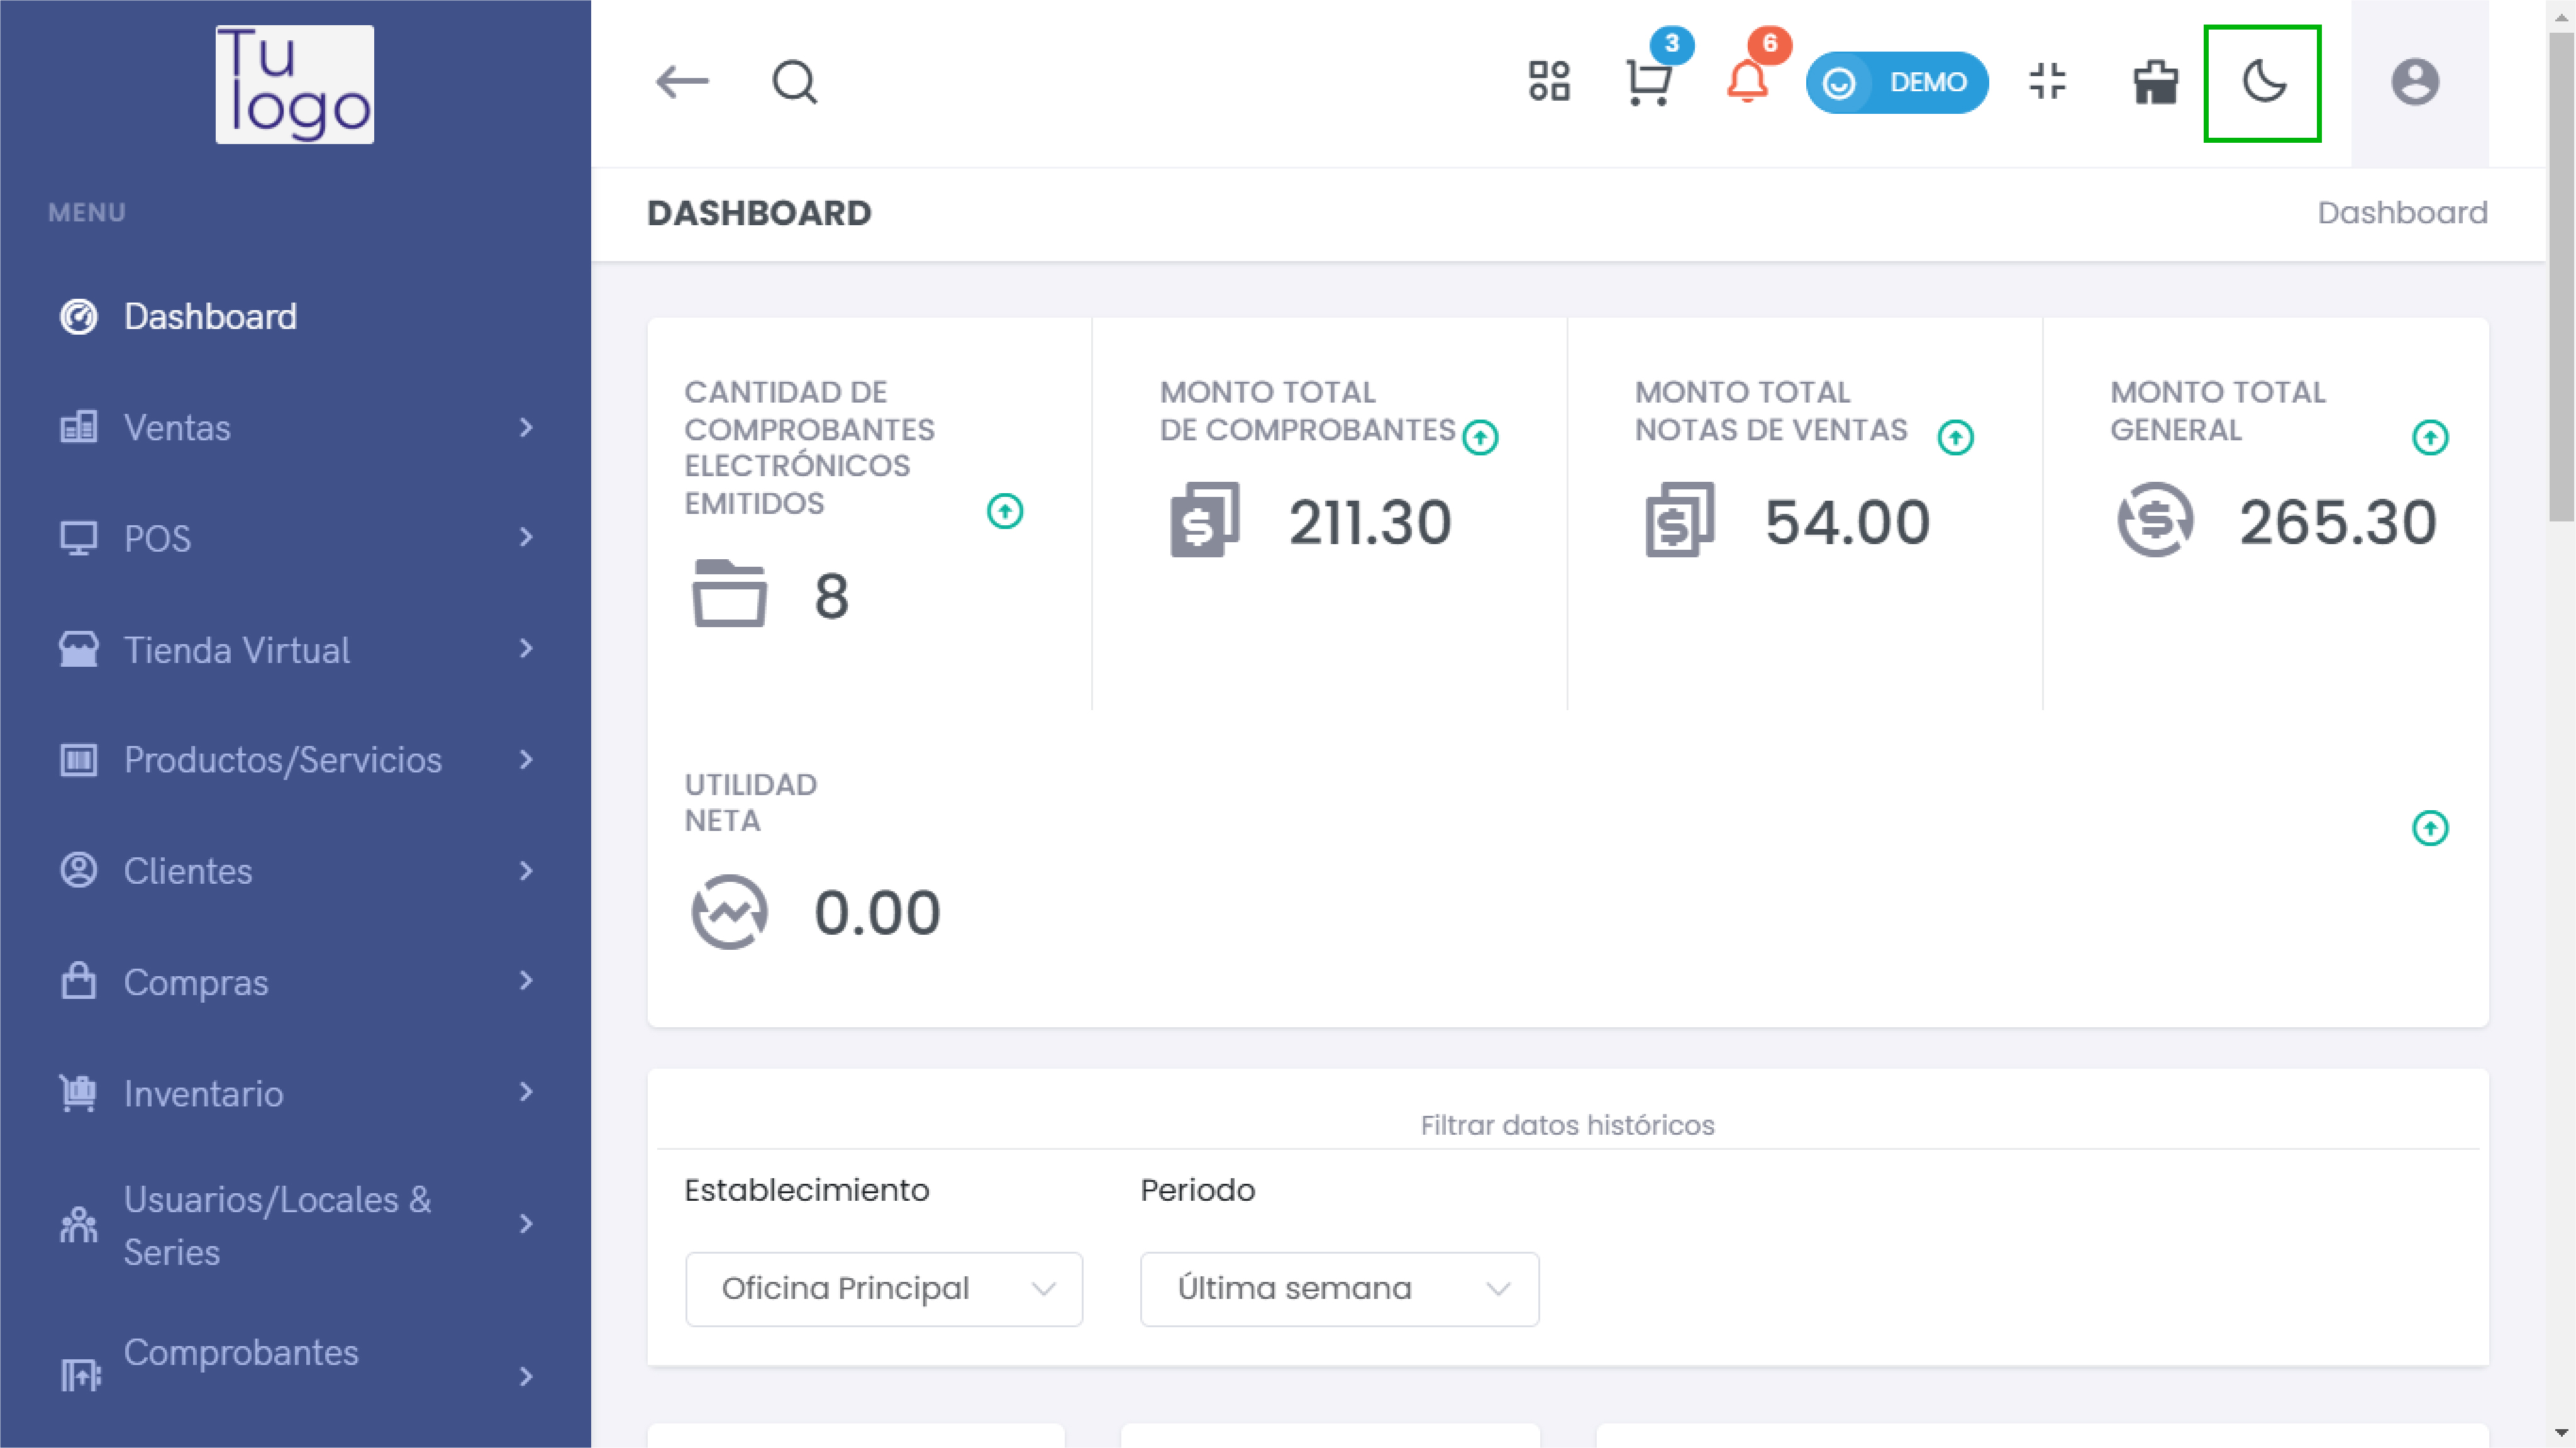 Tu
logo
MENU
Dashboard
Ventas
POS
Tienda Virtual
Productos/Servicios
Clientes
Compras
Inventario
Usuarios/Locales &
Series
Comprobantes
3
6
DEMO
DASHBOARD
Dashboard
CANTIDAD DE
COMPROBANTES
ELECTRÓNICOS
EMITIDOS
8
MONTO TOTAL
DE COMPROBANTES
211.30
MONTO TOTAL
NOTAS DE VENTAS
54.00
MONTO TOTAL
GENERAL
265.30
UTILIDAD
NETA
0.00
Filtrar datos históricos
Establecimiento
Periodo
Oficina Principal
Última semana